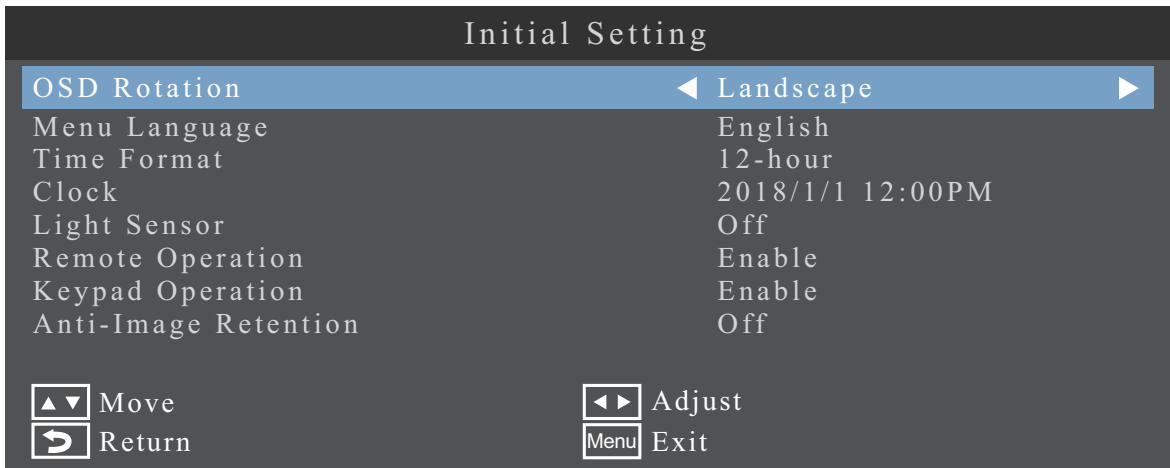 Initial Setting
OSD Rotation Landscape
Menu Language English
Time Format 12-hour
Clock 2018/1/1 12:00PM
Light Sensor Off
Remote Operation Enable
Keypad Operation Enable
Anti-Image Retention Off
Move Adjust
Return Menu Exit